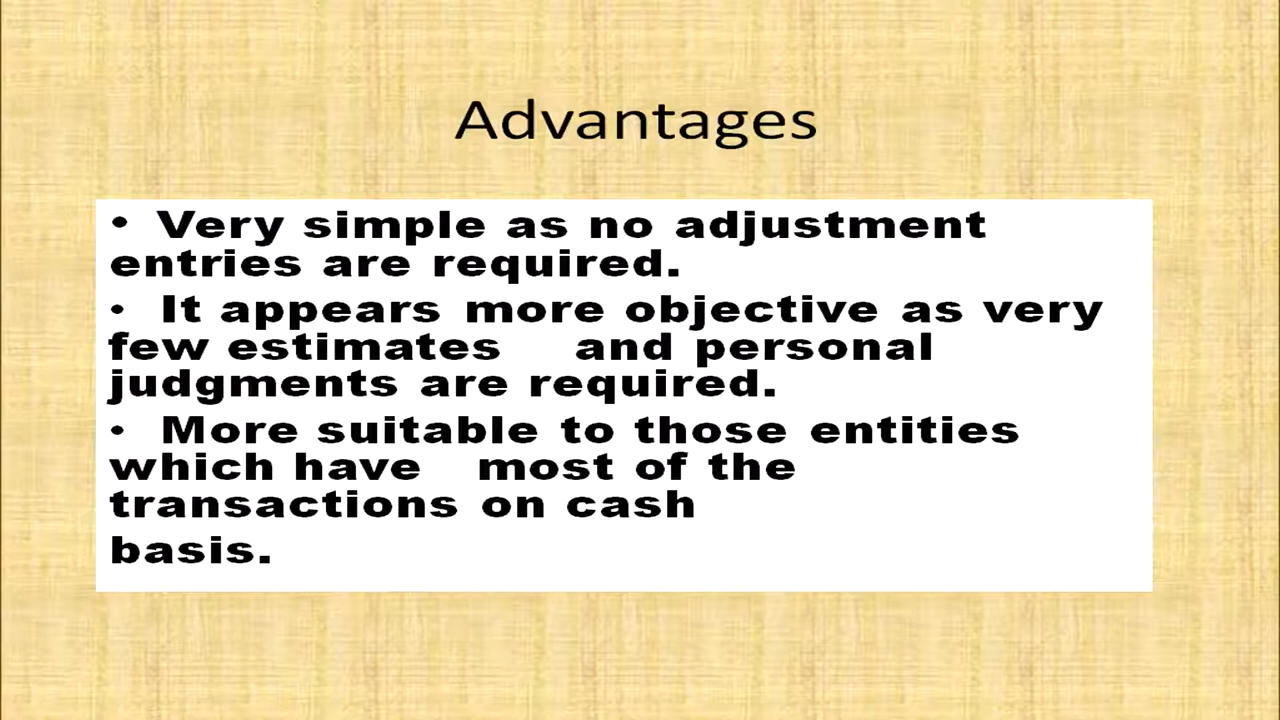 Advantages
• Very simple as no adjustment
entries are required.
• It appears more objective as very
few estimates and personal
judgments are required.
• More suitable to those entities
which have most of the
transactions on cash
basis.